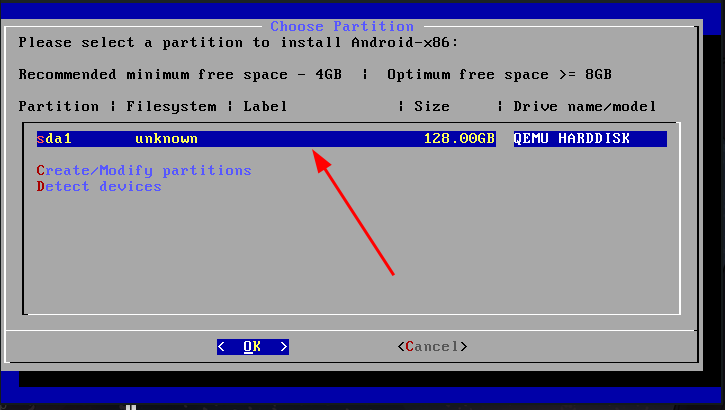 Choose Partition
Please select a partition to install Android-x86:
Recommended minimum free space - 4GB ¦ Optimum free space >= 8GB
Partition ¦ Filesystem ¦ Label ¦ Size ¦ Drive name/model
sda1 unknown 128.00GB QEMU HARDDISK
Create/Modify partitions
Detect devices
< OK > <Cancel>